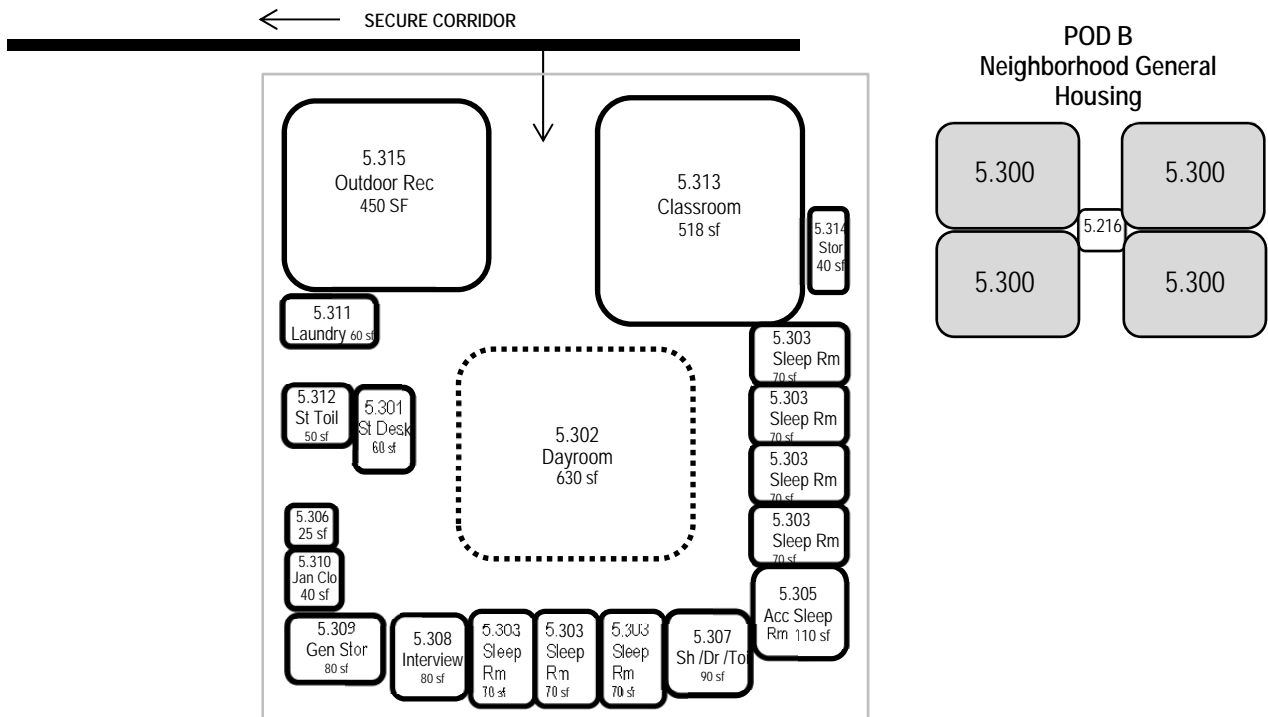 SECURE CORRIDOR
POD B
Neighborhood General
Housing
5.300
5.300
5.216
5.300
5.300
5.315
Outdoor Rec
450 SF
5.313
Classroom
518 sf
5.314
Stor
40 sf
5.311
Laundry 60 sf
5.303
Sleep Rm
70 sf
5.312
St Toil
50 sf
5.301
St Desk
60 sf
5.302
Dayroom
630 sf
5.303
Sleep Rm
70 sf
5.303
Sleep Rm
70 sf
5.306
25 sf
5.303
Sleep Rm
70 sf
5.310
Jan Clo
40 sf
5.305
Acc Sleep
Rm 110 sf
5.309
Gen Stor
80 sf
5.308
Interview
80 sf
5.303
Sleep
Rm
70 sf
5.303
Sleep
Rm
70 sf
5.303
Sleep
Rm
70 sf
5.307
Sh /Dr /Toi
90 sf